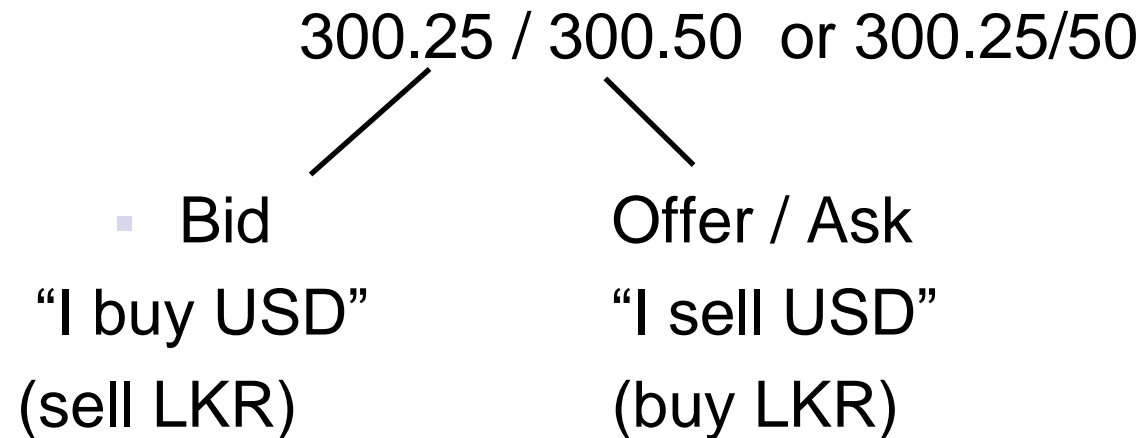 300.25 / 300.50 or 300.25/50
Bid Offer / Ask
“I buy USD” “I sell USD”
(sell LKR) (buy LKR)